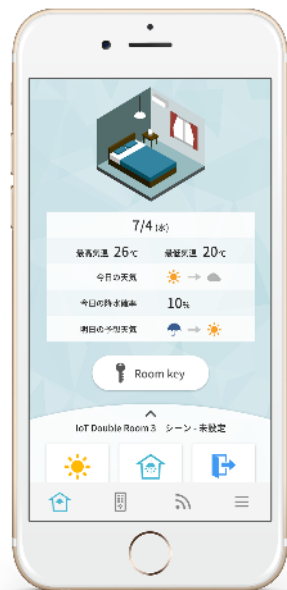 7/4 (水)
最高気温 26℃ 最低気温 20℃
今日の天気
今日の降水確率 10%
明日の予想天気
Room key
IoT Double Room 3 シーン - 未設定